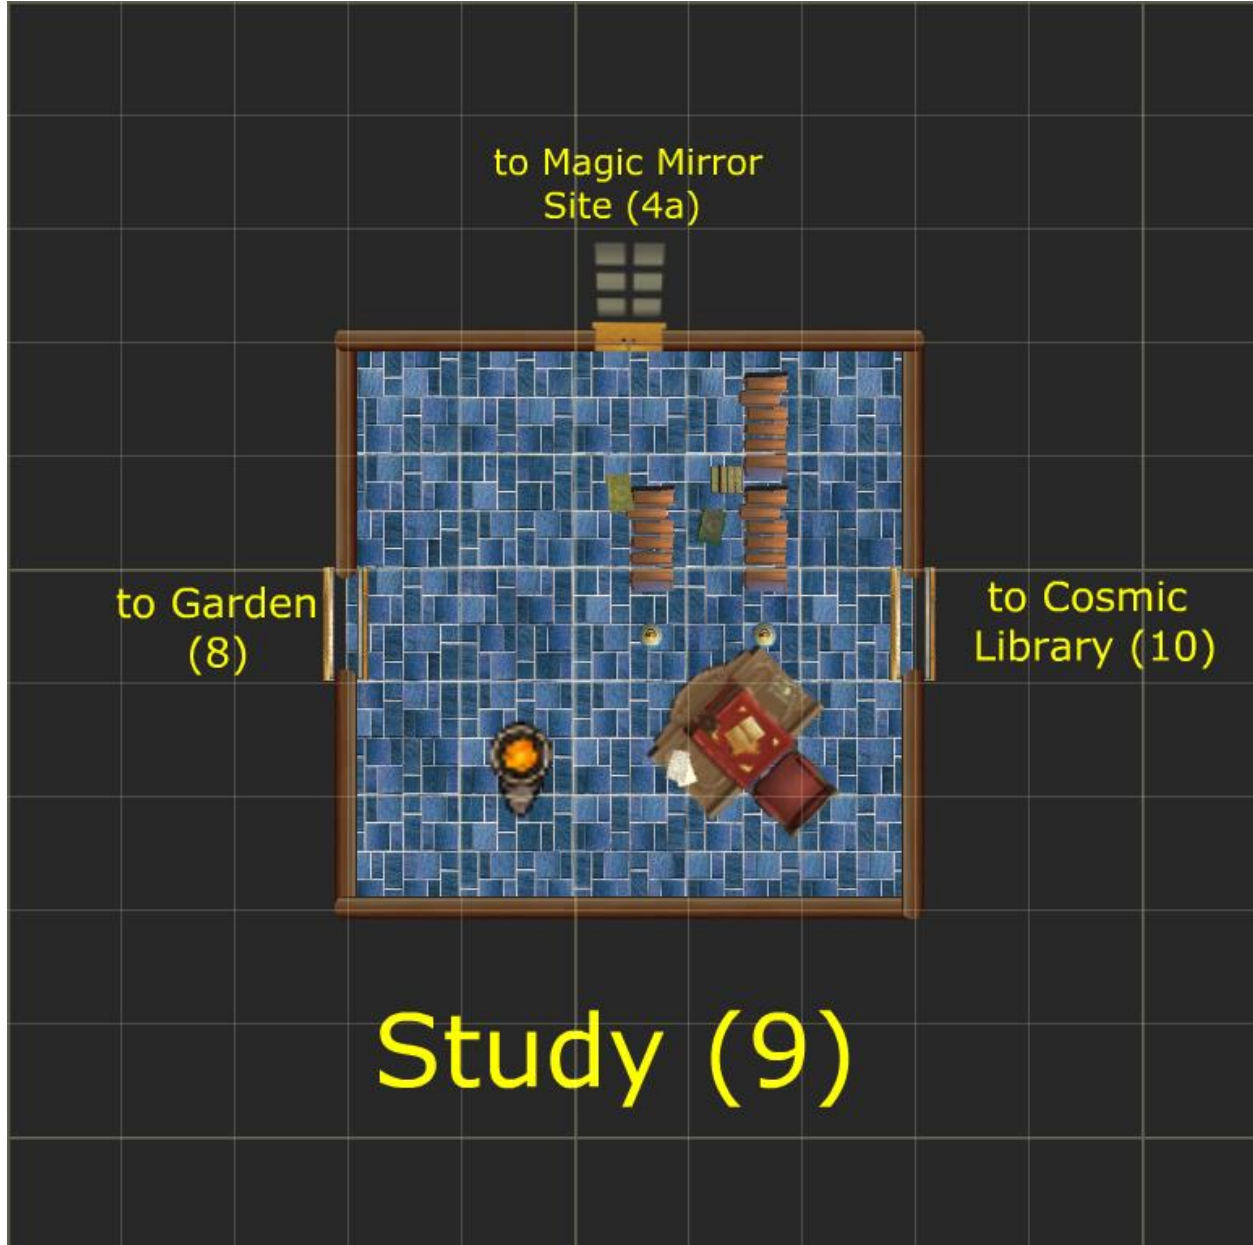 to Magic Mirror
Site (4a)
to Garden
(8)
to Cosmic
Library (10)
Study (9)